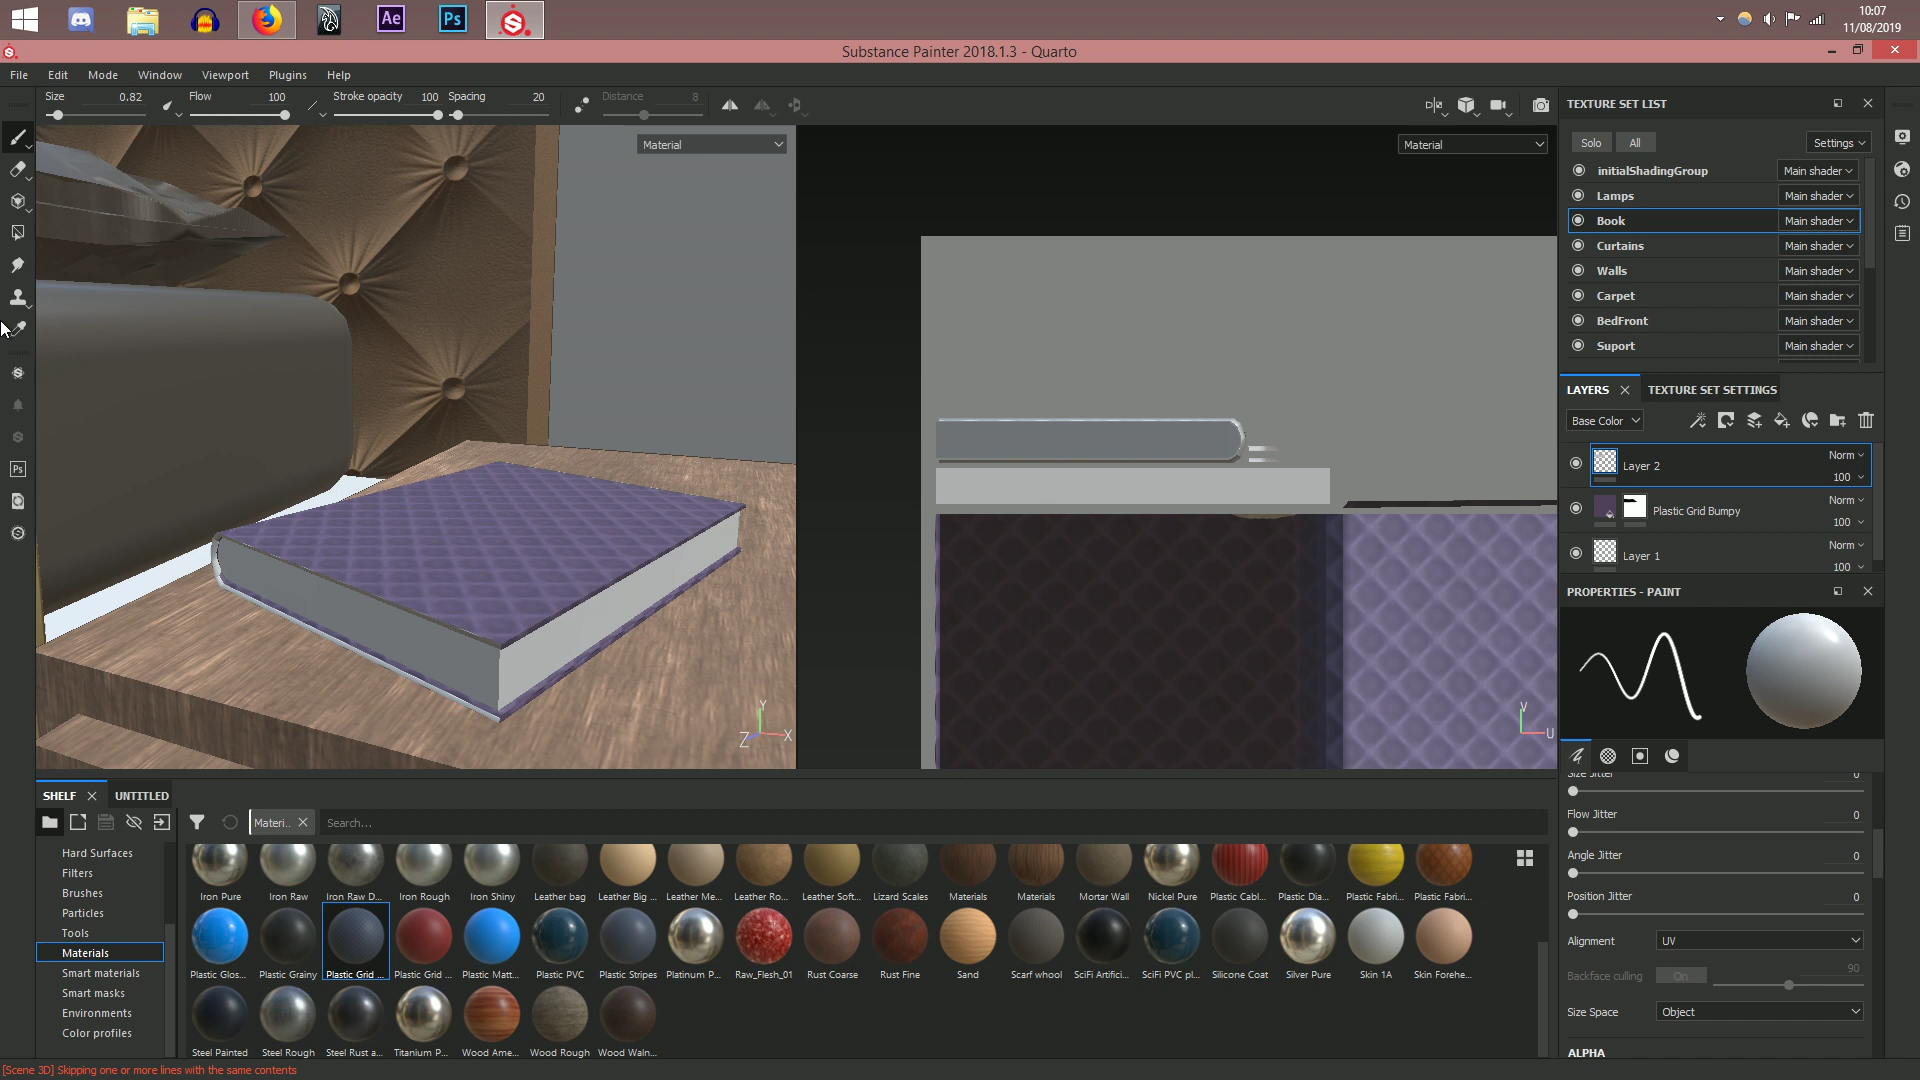 Ae
Ps
10:07
11/08/2019
Substance Painter 2018.1.3 - Quarto
File Edit Mode Window Viewport Plugins Help
Size 0.82 Flow 100 Stroke opacity 100 Spacing 20 Distance 8
Material
Material
Y
Z X
V
U
Ps
TEXTURE SET LIST
Solo All Settings
initialShadingGroup Main shader
Lamps Main shader
Book Main shader
Curtains Main shader
Walls Main shader
Carpet Main shader
BedFront Main shader
Suport Main shader
LAYERS TEXTURE SET SETTINGS
Base Color
Layer 2 Norm 100
Plastic Grid Bumpy Norm 100
Layer 1 Norm 100
PROPERTIES - PAINT
Size Jitter 0
Flow Jitter 0
Angle Jitter 0
Position Jitter 0
Alignment UV
Backface culling On 90
Size Space Object
ALPHA
SHELF UNTITLED
Materi.. Search...
Hard Surfaces
Filters
Brushes
Particles
Tools
Materials
Smart materials
Smart masks
Environments
Color profiles
Iron Pure Iron Raw Iron Raw D... Iron Rough Iron Shiny Leather bag Leather Big ... Leather Me... Leather Ro... Leather Soft... Lizard Scales Materials Materials Mortar Wall Nickel Pure Plastic Cabl... Plastic Dia... Plastic Fabri... Plastic Fabri...
Plastic Glos... Plastic Grainy Plastic Grid ... Plastic Grid ... Plastic Matt... Plastic PVC Plastic Stripes Platinum P... Raw_Flesh_01 Rust Coarse Rust Fine Sand Scarf whool SciFi Artifici... SciFi PVC pl... Silicone Coat Silver Pure Skin 1A Skin Forehe...
Steel Painted Steel Rough Steel Rust a... Titanium P... Wood Ame... Wood Rough Wood Waln...
[Scene 3D] Skipping one or more lines with the same contents